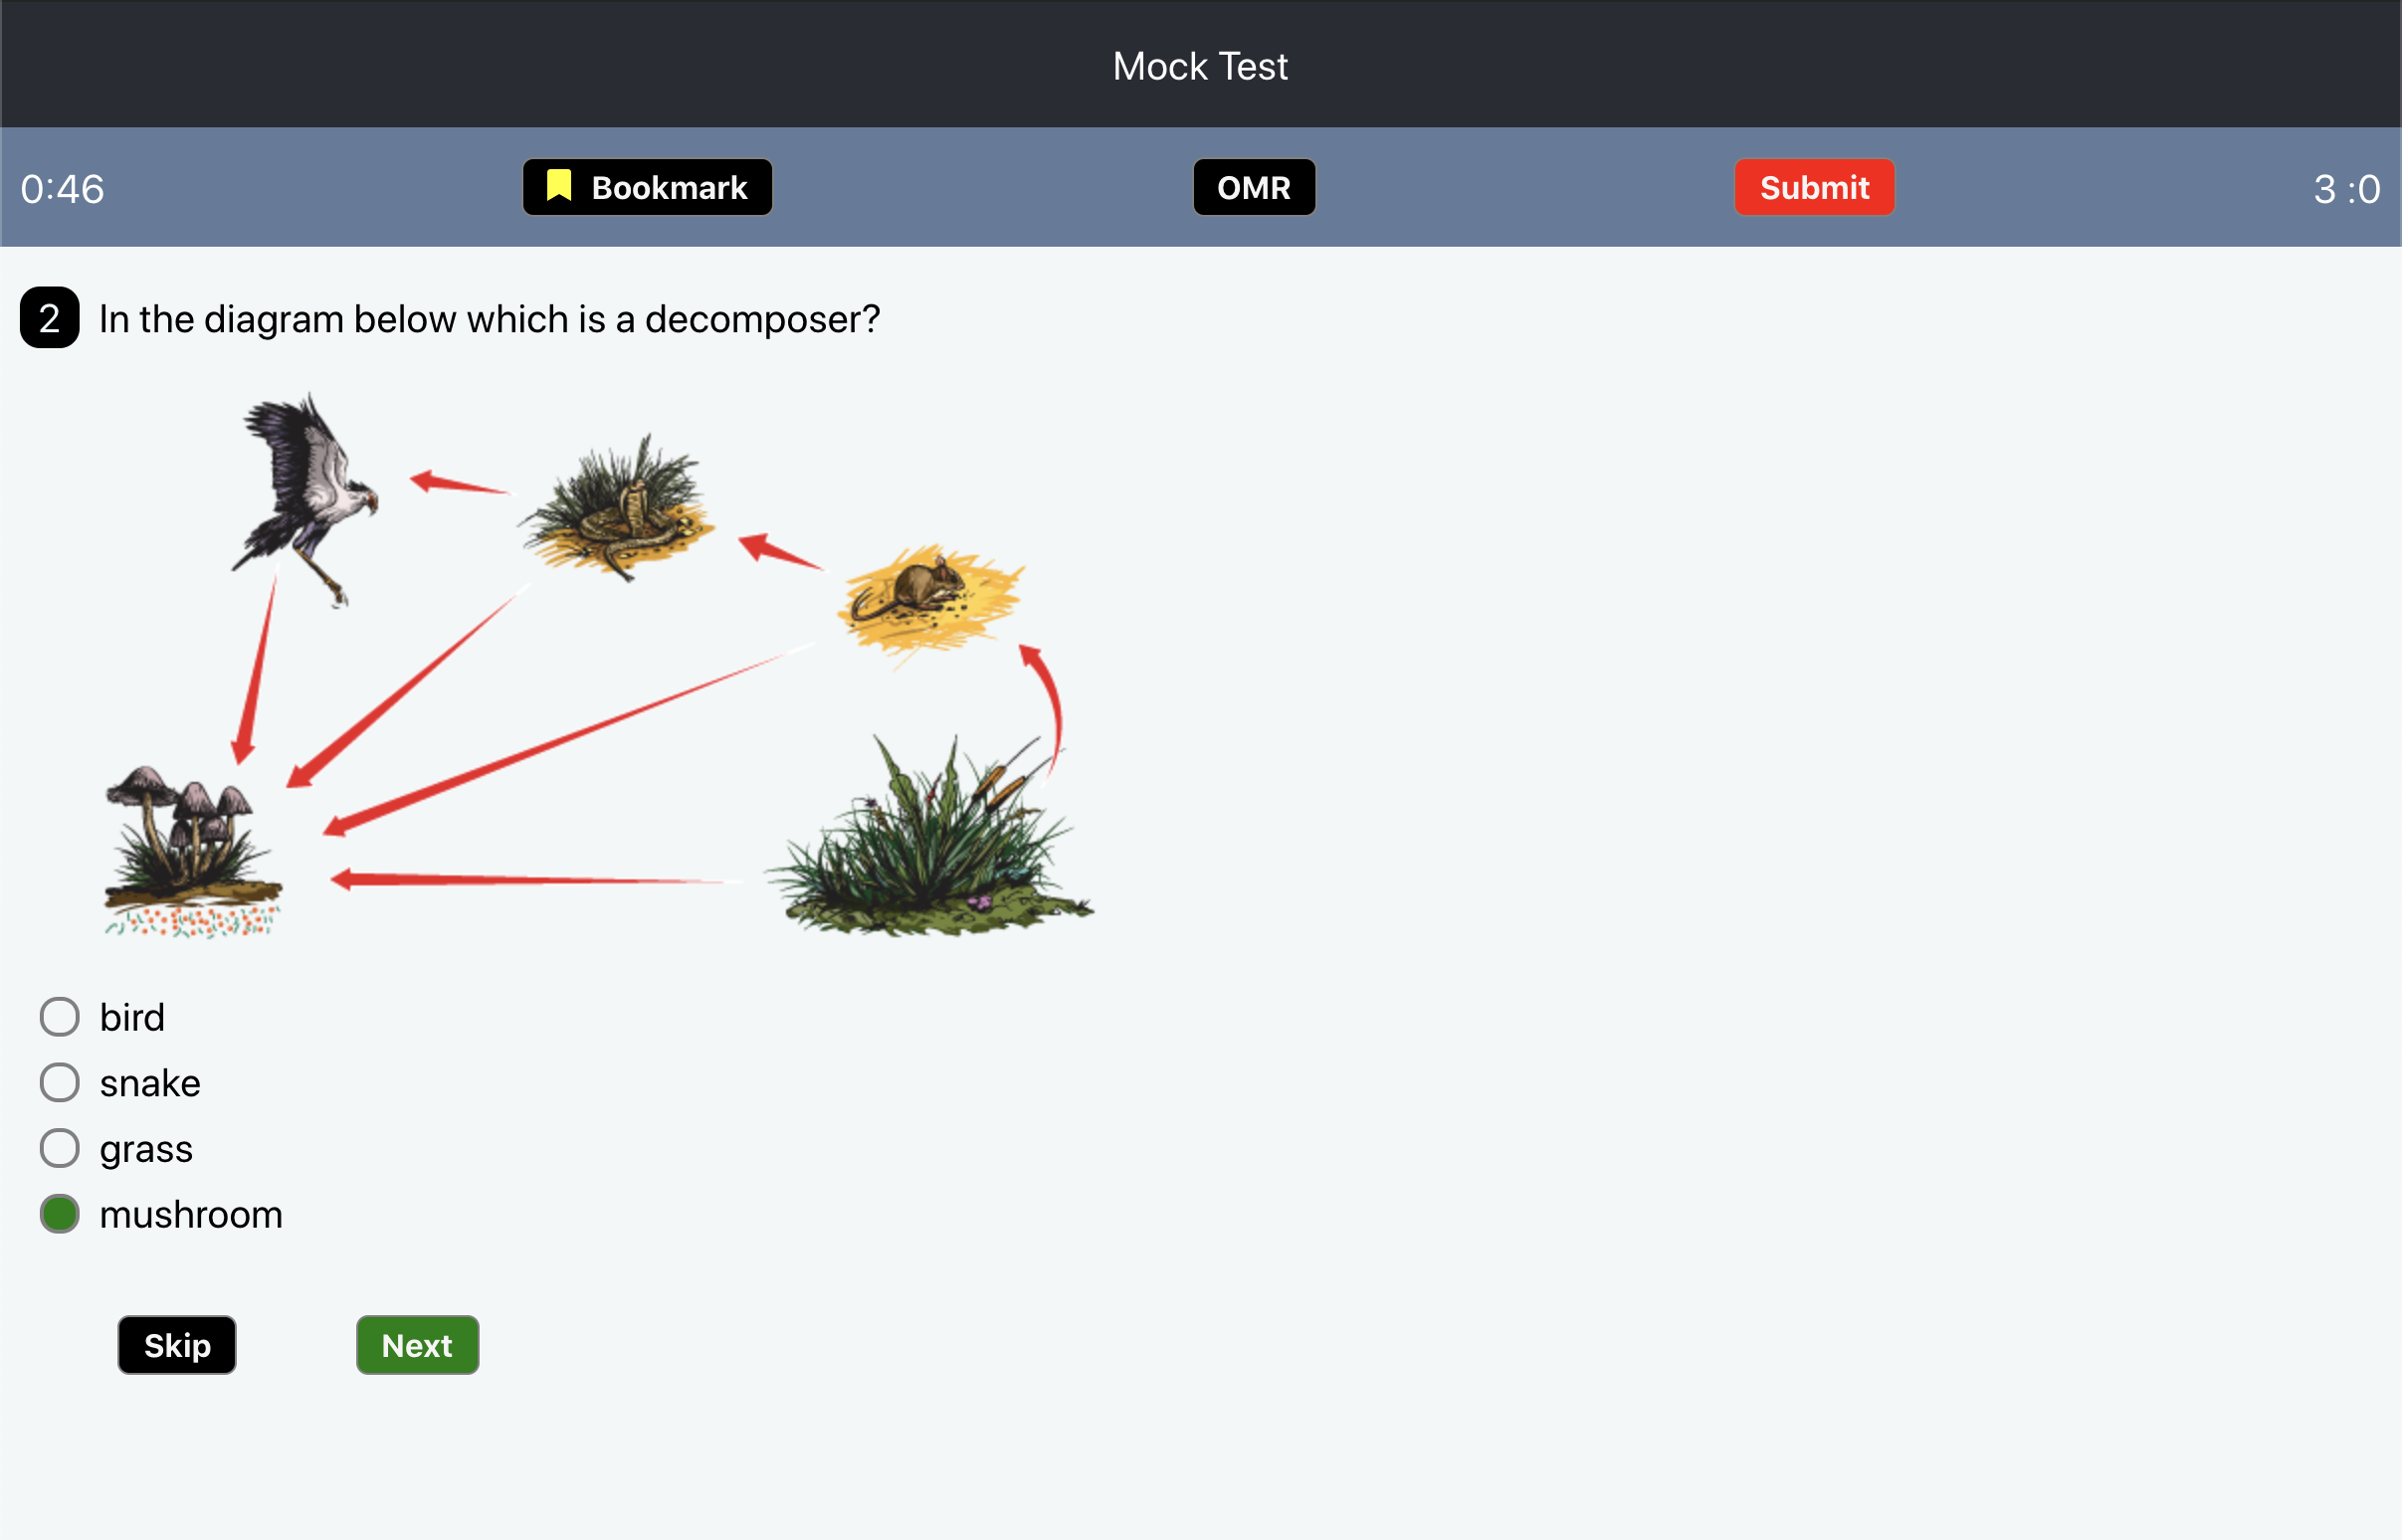 Mock Test
0:46 Bookmark OMR Submit 3 :0
2 In the diagram below which is a decomposer?
bird
snake
grass
mushroom
Skip Next